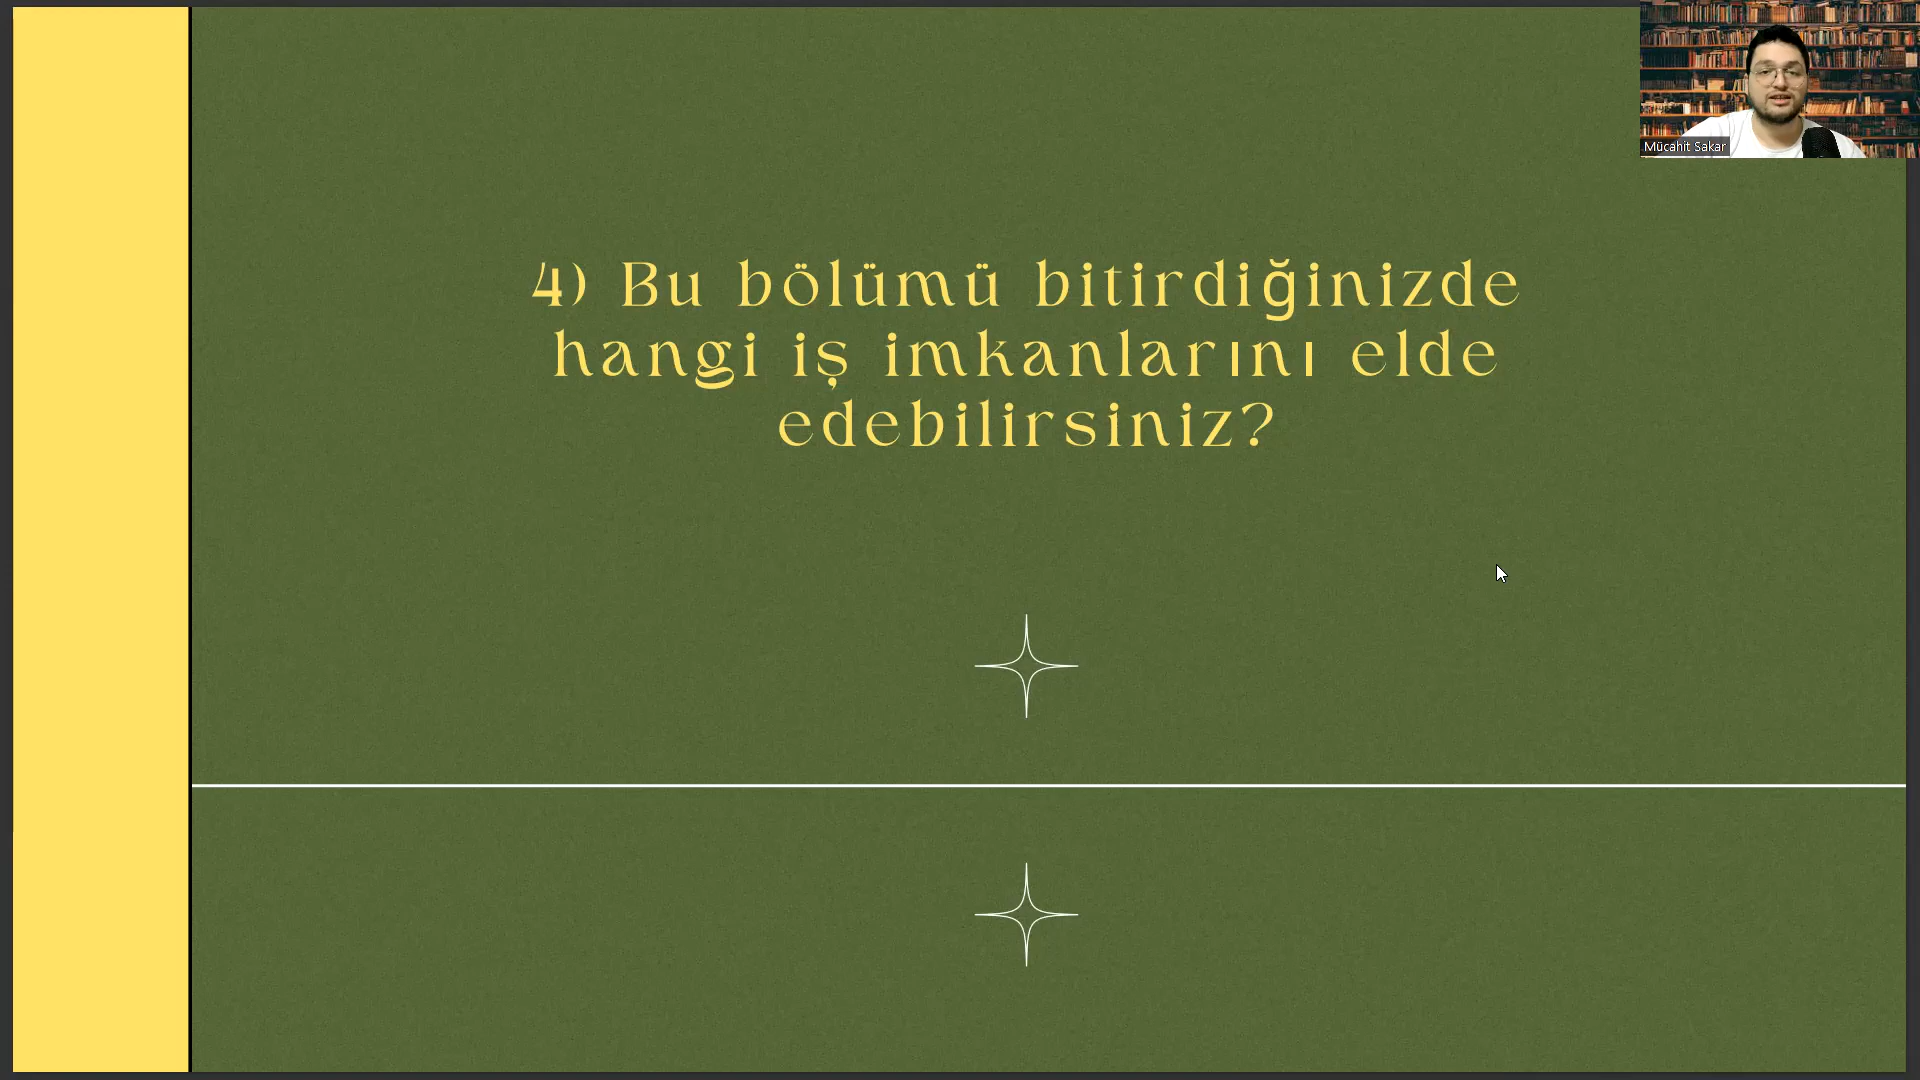 Mücahit Sakar
4) Bu bölümü bitirdiğinizde
hangi iş imkanlarını elde
edebilirsiniz?